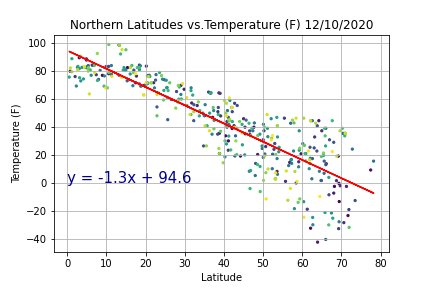 Northern Latitudes vs.Temperature (F) 12/10/2020
Temperature (F)
100
80
60
40
20
0
−20
−40
y = -1.3x + 94.6
0 10 20 30 40 50 60 70 80
Latitude